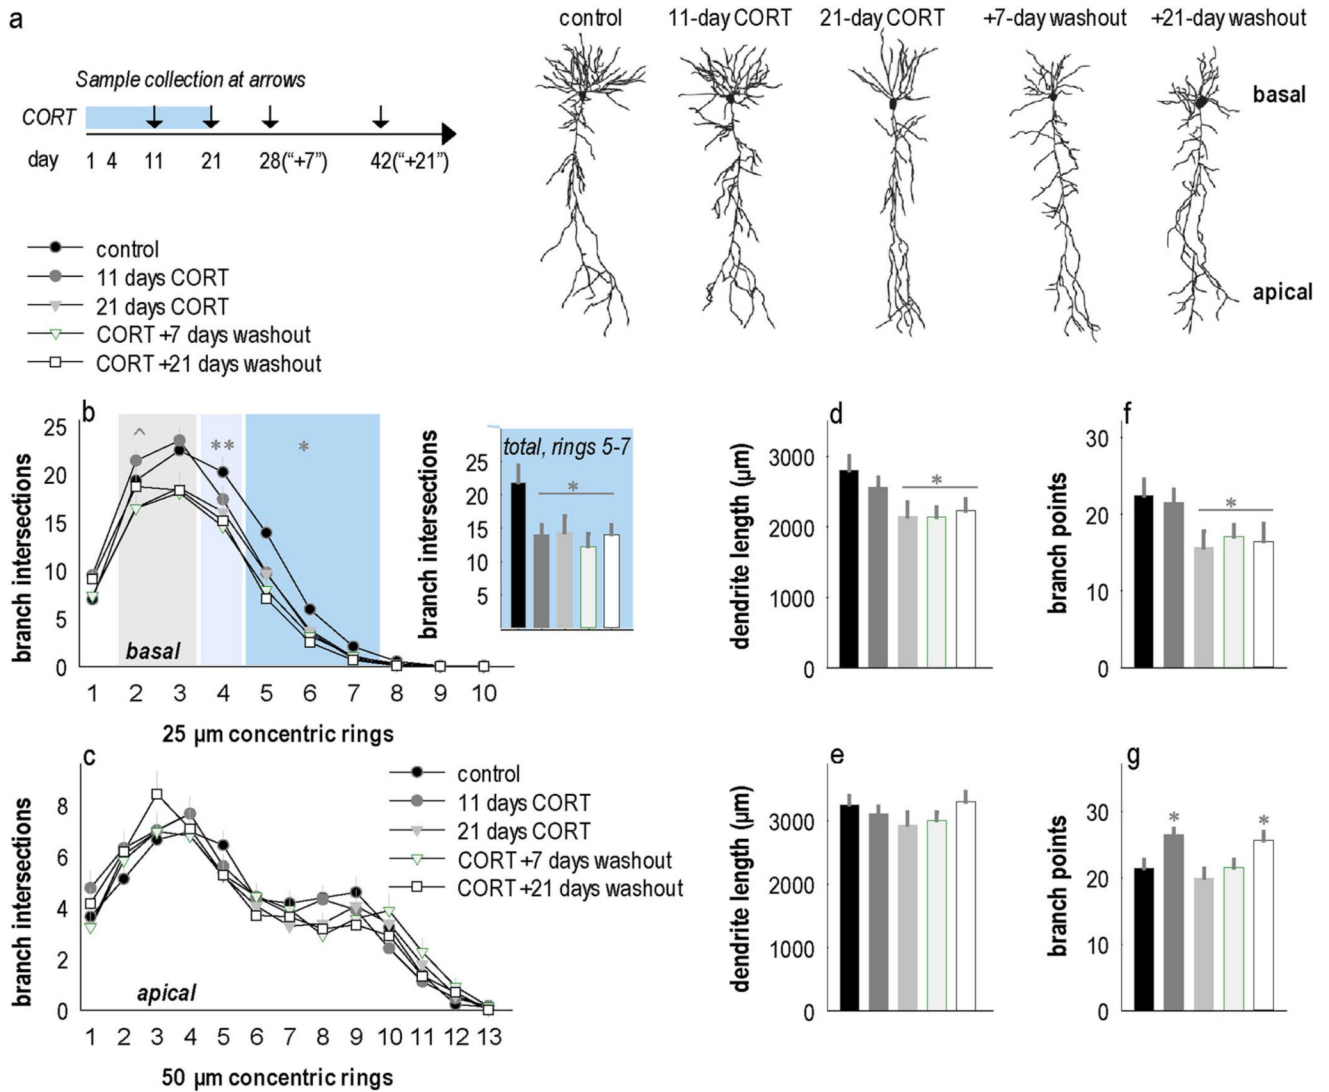 a
control 11-day CORT 21-day CORT +7-day washout +21-day washout
Sample collection at arrows
CORT
day 1 4 11 21 28("+7") 42("+21")
basal
apical
control
11 days CORT
21 days CORT
CORT +7 days washout
CORT +21 days washout
b
branch intersections
25
20
15
10
5
0
^
**
*
basal
1 2 3 4 5 6 7 8 9 10
25 µm concentric rings
branch intersections
total, rings 5-7
25
20
15
10
5
*
d
dendrite length (µm)
3000
2000
1000
0
*
f
branch points
30
20
10
0
*
c
branch intersections
8
6
4
2
0
control
11 days CORT
21 days CORT
CORT +7 days washout
CORT +21 days washout
apical
1 2 3 4 5 6 7 8 9 10 11 12 13
50 µm concentric rings
e
dendrite length (µm)
3000
2000
1000
0
g
branch points
30
20
10
0
*
*